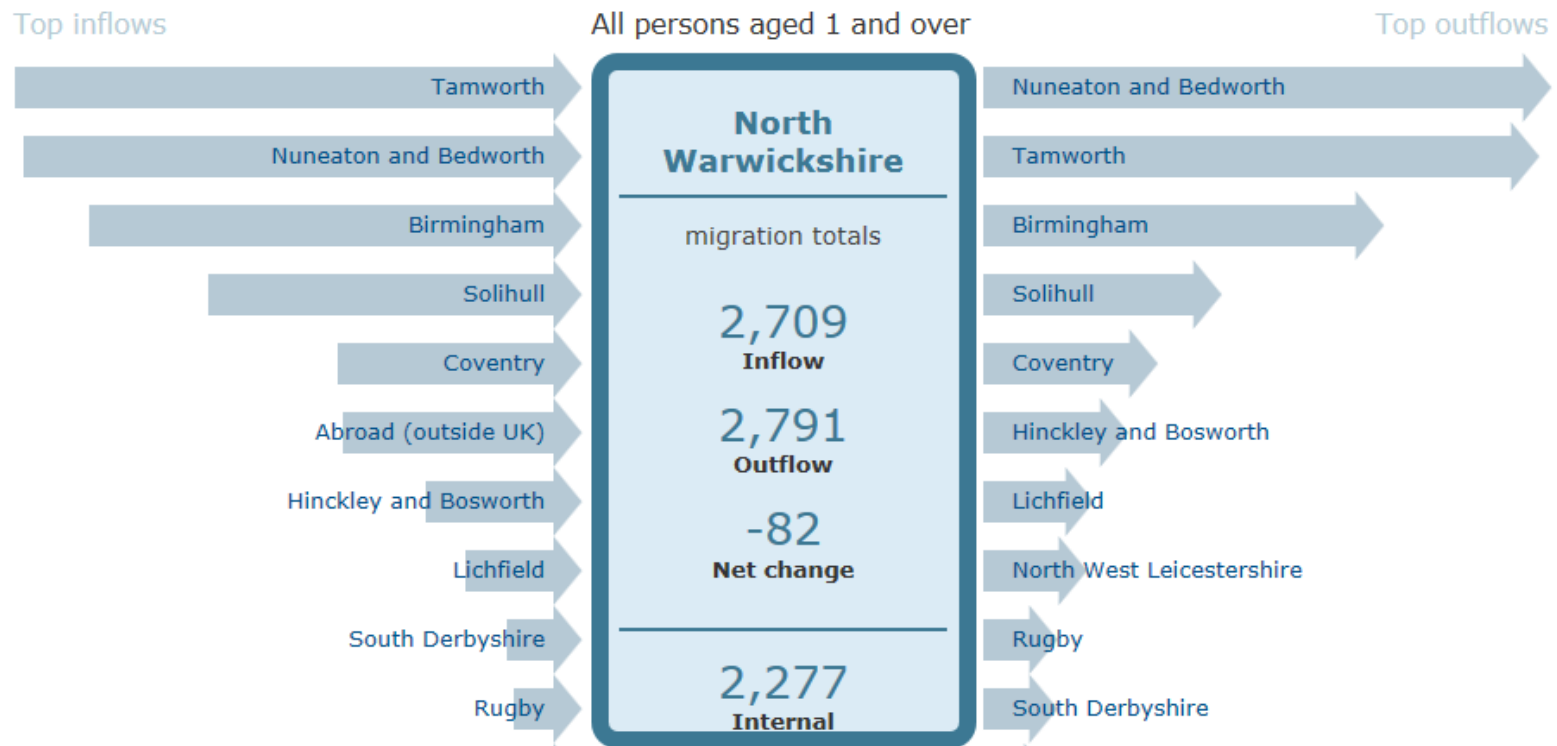 Top inflows
All persons aged 1 and over
Top outflows
Tamworth
Nuneaton and Bedworth
Birmingham
Solihull
Coventry
Abroad (outside UK)
Hinckley and Bosworth
Lichfield
South Derbyshire
Rugby
North
Warwickshire
migration totals
2,709
Inflow
2,791
Outflow
-82
Net change
2,277
Internal
Nuneaton and Bedworth
Tamworth
Birmingham
Solihull
Coventry
Hinckley and Bosworth
Lichfield
North West Leicestershire
Rugby
South Derbyshire